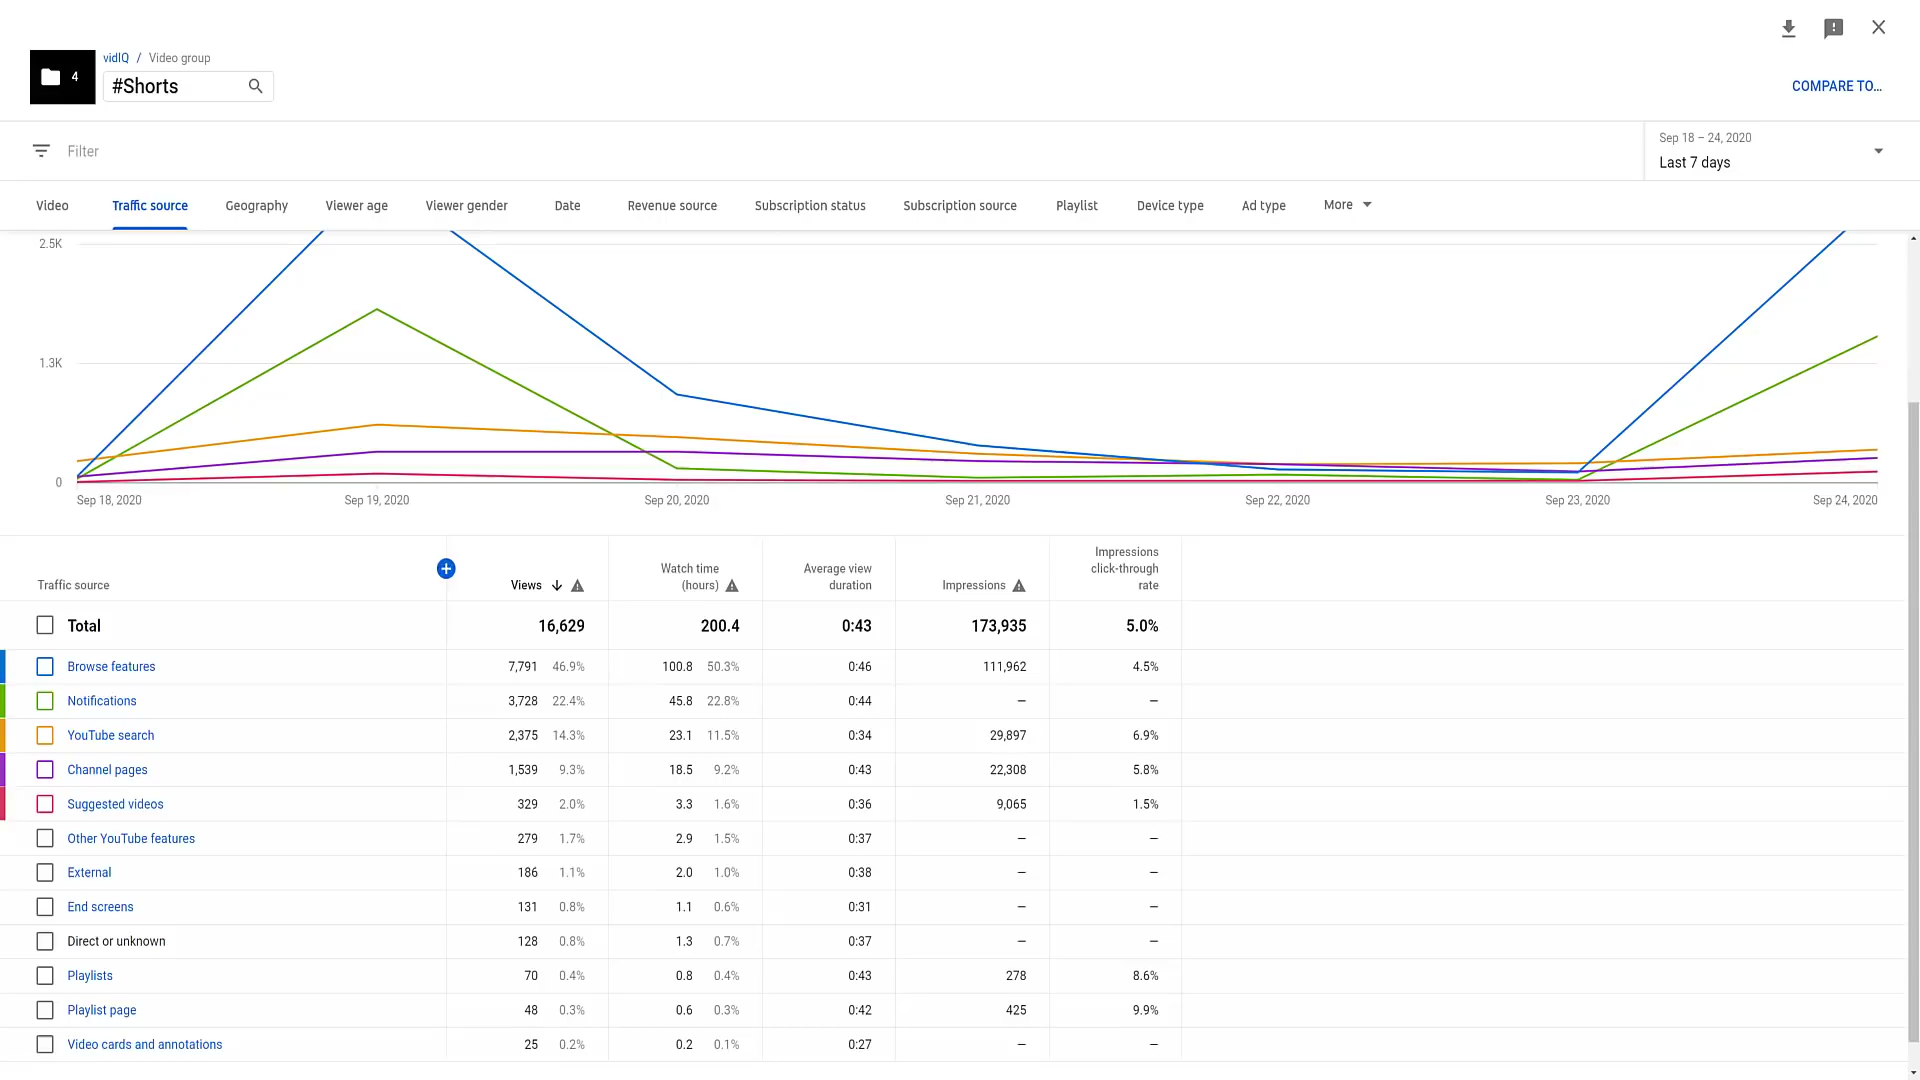 4
vidIQ / Video group
#Shorts
COMPARE TO...
Filter
Sep 18 – 24, 2020
Last 7 days
Video Traffic source Geography Viewer age Viewer gender Date Revenue source Subscription status Subscription source Playlist Device type Ad type More
2.5K
1.3K
0
Sep 18, 2020 Sep 19, 2020 Sep 20, 2020 Sep 21, 2020 Sep 22, 2020 Sep 23, 2020 Sep 24, 2020
Traffic source Views Watch time (hours) Average view duration Impressions Impressions click-through rate
Total 16,629 200.4 0:43 173,935 5.0%
Browse features 7,791 46.9% 100.8 50.3% 0:46 111,962 4.5%
Notifications 3,728 22.4% 45.8 22.8% 0:44 — —
YouTube search 2,375 14.3% 23.1 11.5% 0:34 29,897 6.9%
Channel pages 1,539 9.3% 18.5 9.2% 0:43 22,308 5.8%
Suggested videos 329 2.0% 3.3 1.6% 0:36 9,065 1.5%
Other YouTube features 279 1.7% 2.9 1.5% 0:37 — —
External 186 1.1% 2.0 1.0% 0:38 — —
End screens 131 0.8% 1.1 0.6% 0:31 — —
Direct or unknown 128 0.8% 1.3 0.7% 0:37 — —
Playlists 70 0.4% 0.8 0.4% 0:43 278 8.6%
Playlist page 48 0.3% 0.6 0.3% 0:42 425 9.9%
Video cards and annotations 25 0.2% 0.2 0.1% 0:27 — —